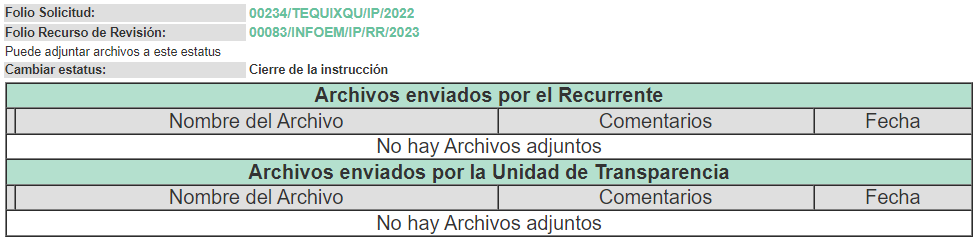 Folio Solicitud: 00234/TEQUIXQU/IP/2022
Folio Recurso de Revisión: 00083/INFOEM/IP/RR/2023
Puede adjuntar archivos a este estatus
Cambiar estatus: Cierre de la instrucción
Archivos enviados por el Recurrente
Nombre del Archivo Comentarios Fecha
No hay Archivos adjuntos
Archivos enviados por la Unidad de Transparencia
Nombre del Archivo Comentarios Fecha
No hay Archivos adjuntos